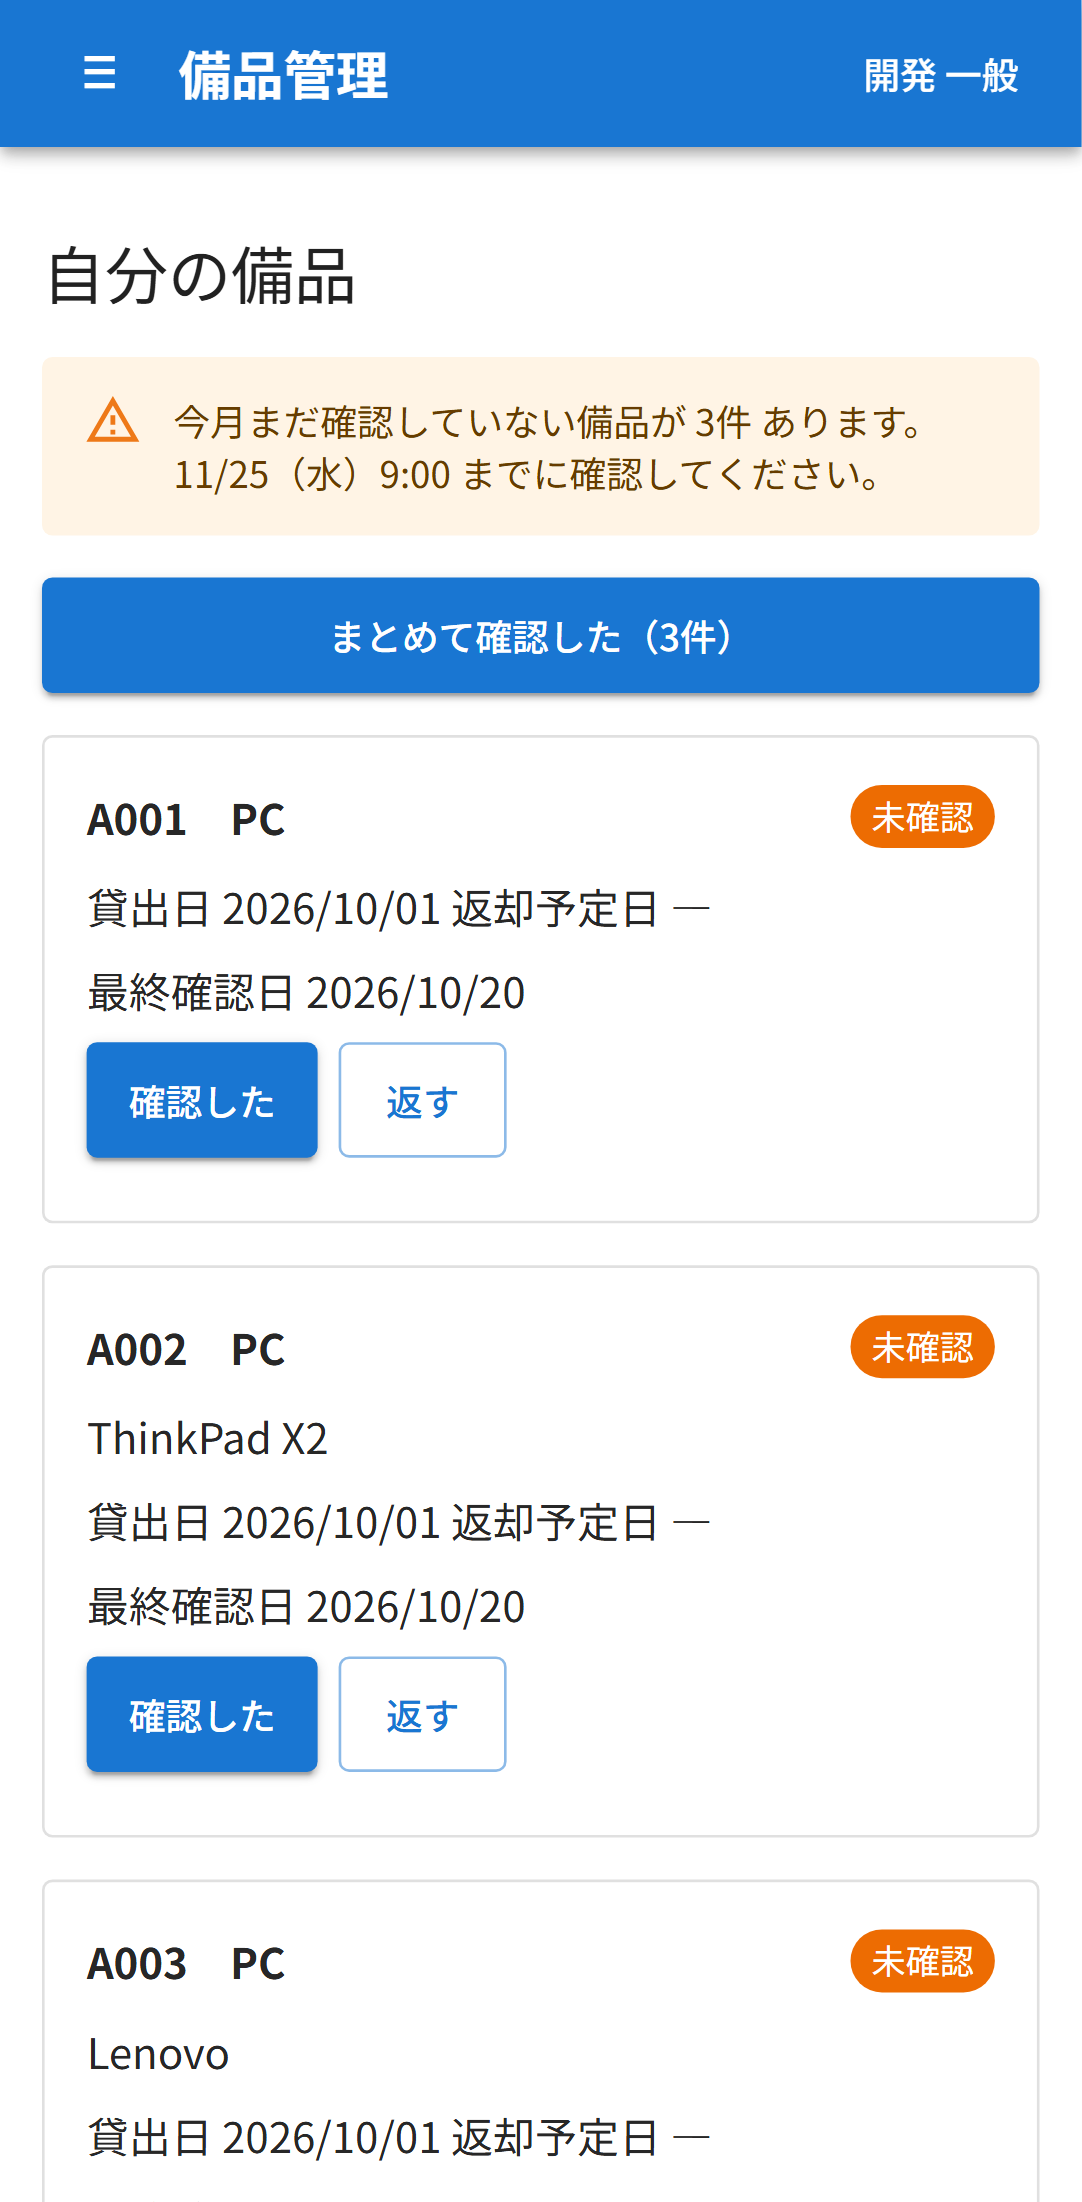 備品管理
開発 一般
自分の備品
今月まだ確認していない備品が 3件 あります。
11/25（水）9:00 までに確認してください。
まとめて確認した（3件）
A001　PC
未確認
貸出日 2026/10/01 返却予定日 —
最終確認日 2026/10/20
確認した
返す
A002　PC
未確認
ThinkPad X2
貸出日 2026/10/01 返却予定日 —
最終確認日 2026/10/20
確認した
返す
A003　PC
未確認
Lenovo
貸出日 2026/10/01 返却予定日 —